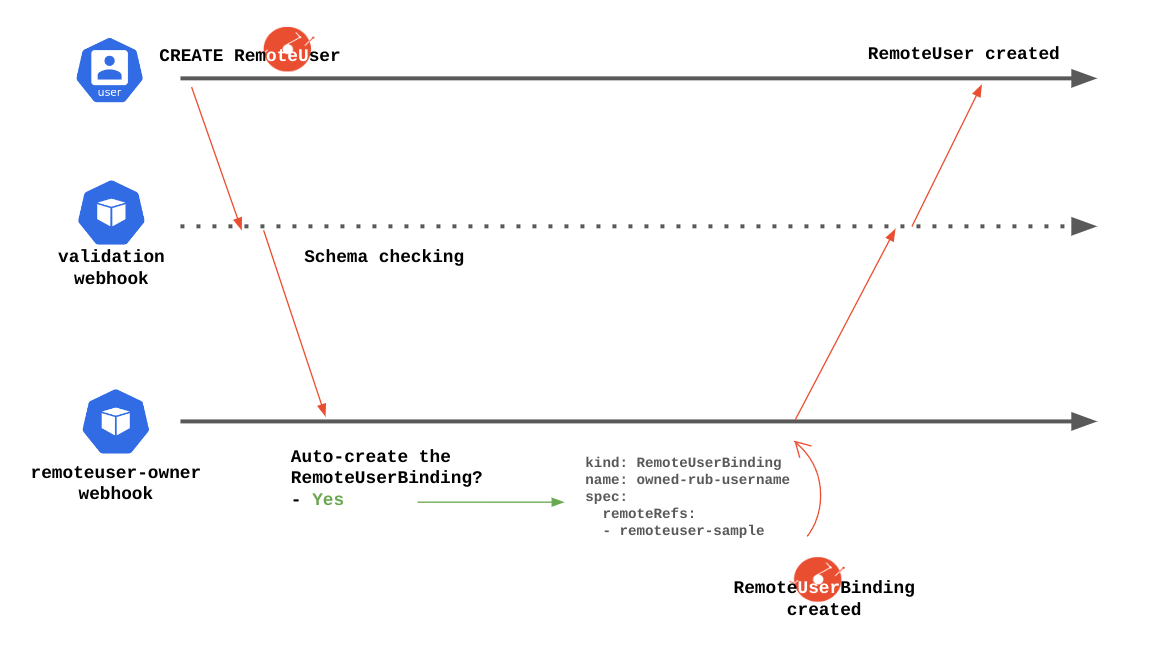 CREATE RemoteUser
RemoteUser created
user
validation
webhook
Schema checking
remoteuser-owner
webhook
Auto-create the
RemoteUserBinding?
- Yes
kind: RemoteUserBinding
name: owned-rub-username
spec:
  remoteRefs:
  - remoteuser-sample
RemoteUserBinding
created